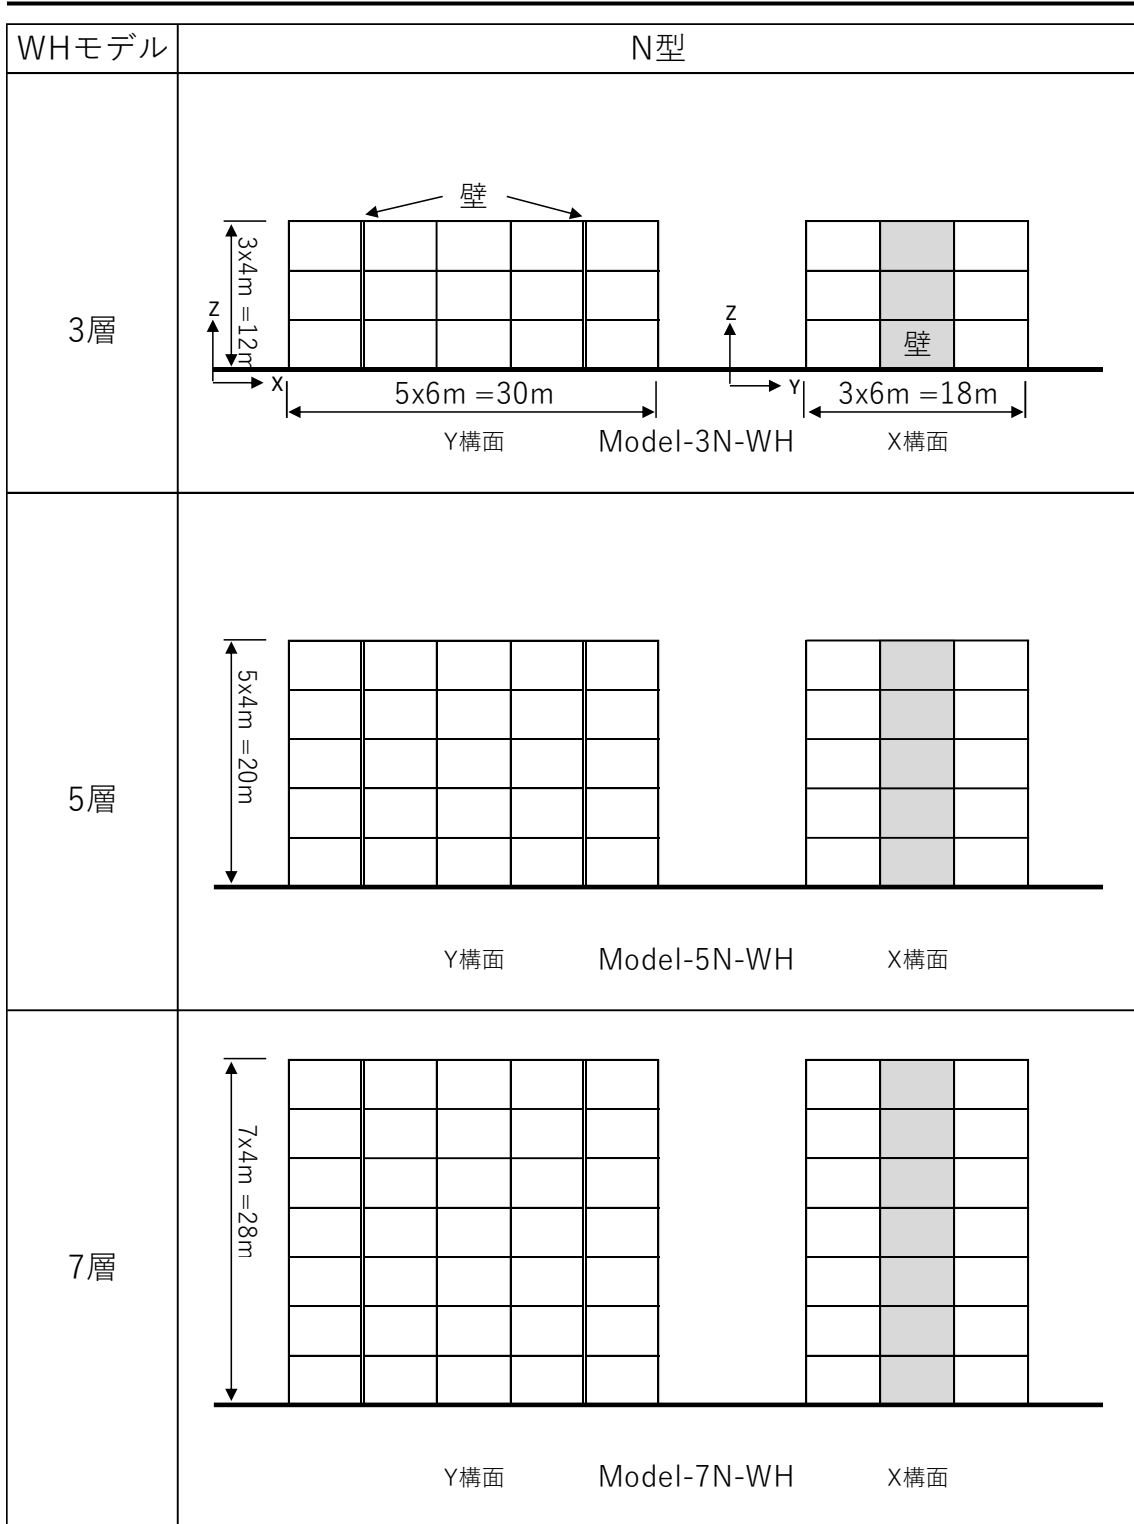 WHモデル
N型
3層
壁
3x4m =12m
Z
X
5x6m =30m
Z
Y
壁
3x6m =18m
Y構面
Model-3N-WH
X構面
5層
5x4m =20m
Y構面
Model-5N-WH
X構面
7層
7x4m =28m
Y構面
Model-7N-WH
X構面